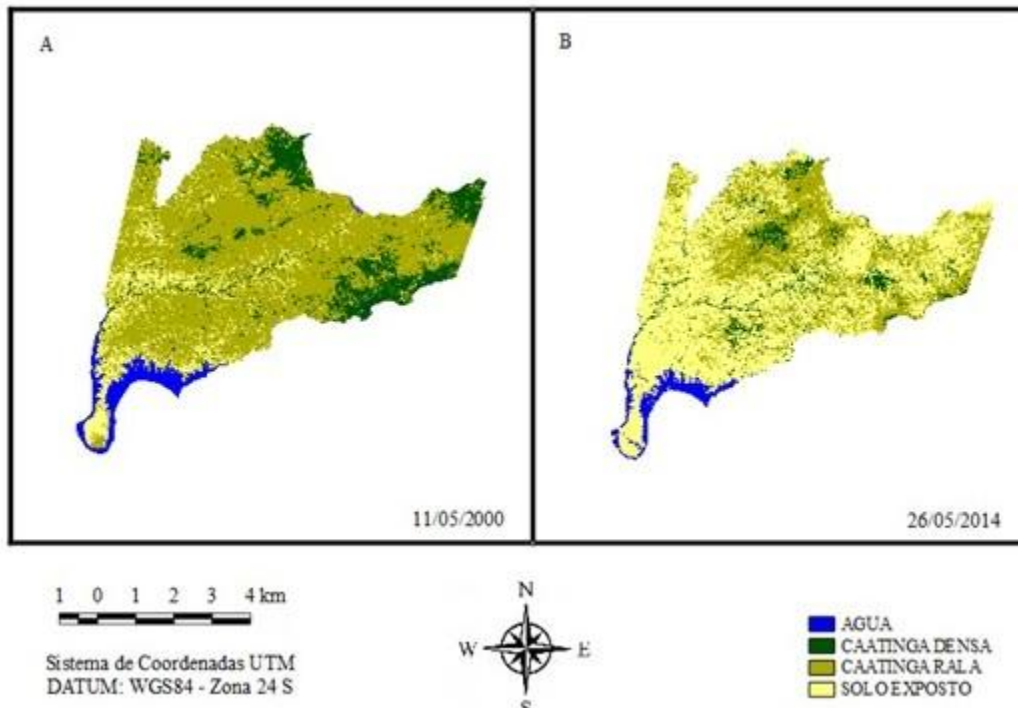 A
B
11/05/2000
26/05/2014
1 0 1 2 3 4 km
Sistema de Coordenadas UTM
DATUM: WGS84 - Zona 24 S
N
W
E
S
AGUA
CAATINGA DENSA
CAATINGA RALA
SOLO EXPOSTO